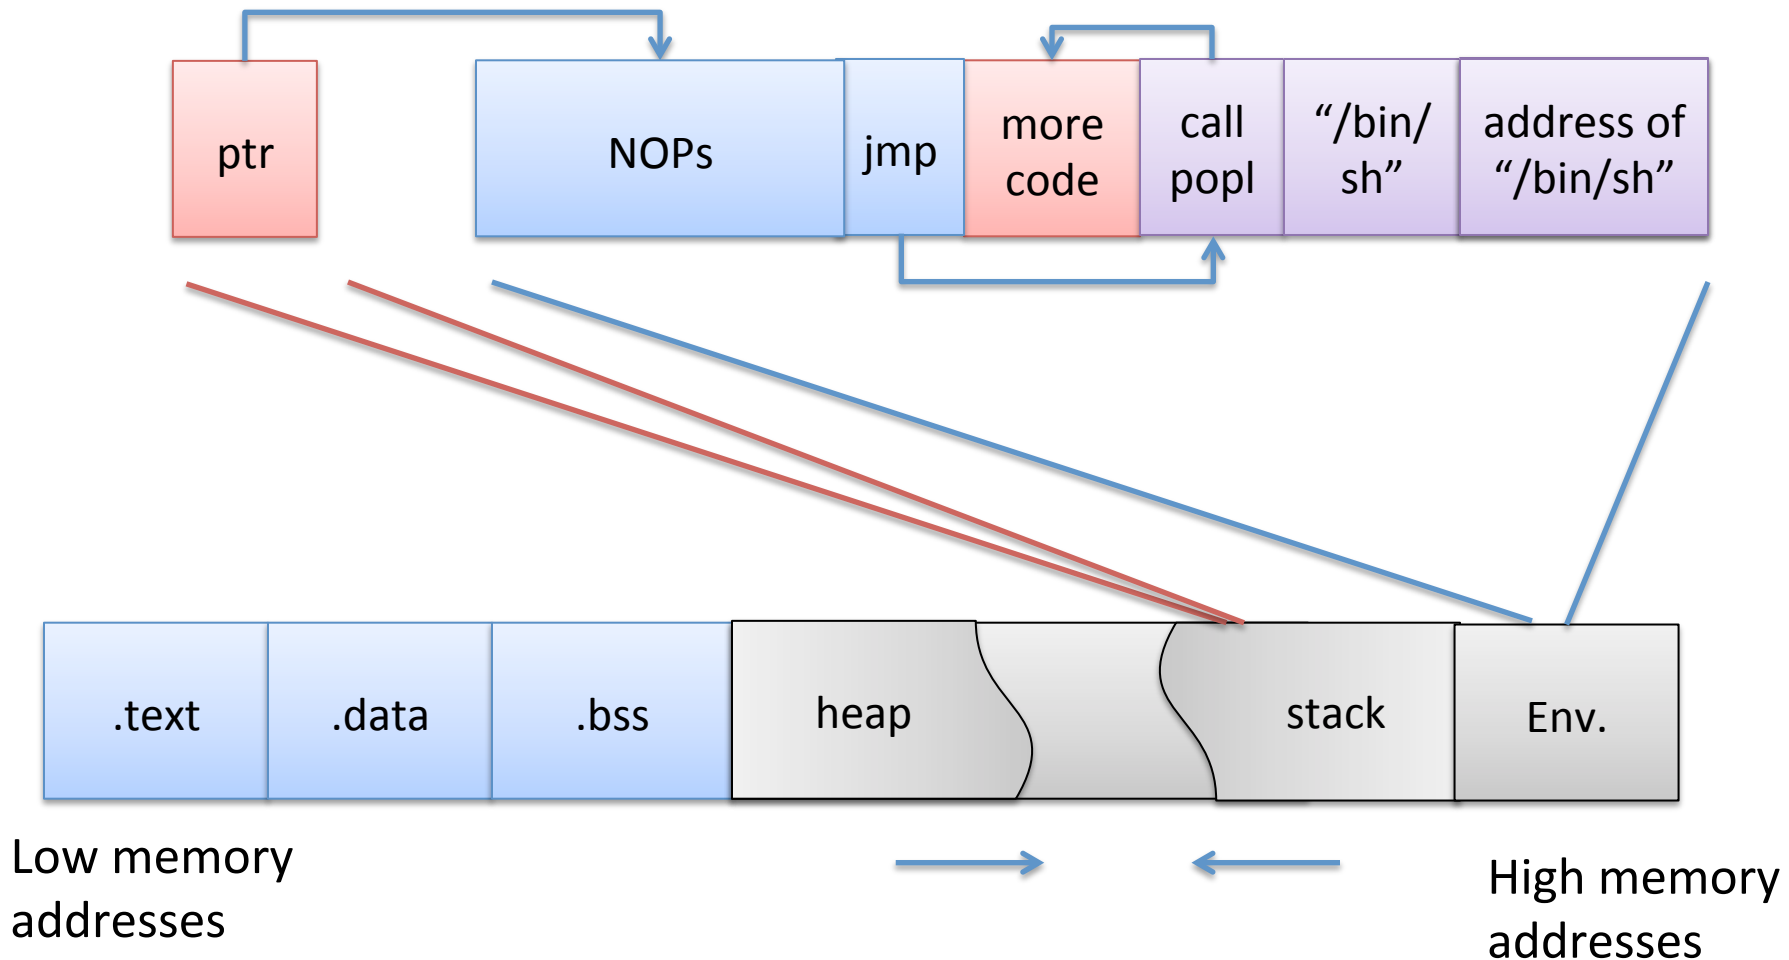 ptr
NOPs
jmp
more
code
call
popl
“/bin/
sh”
address of
“/bin/sh”
.text
.data
.bss
heap
stack
Env.
Low memory
addresses
High memory
addresses